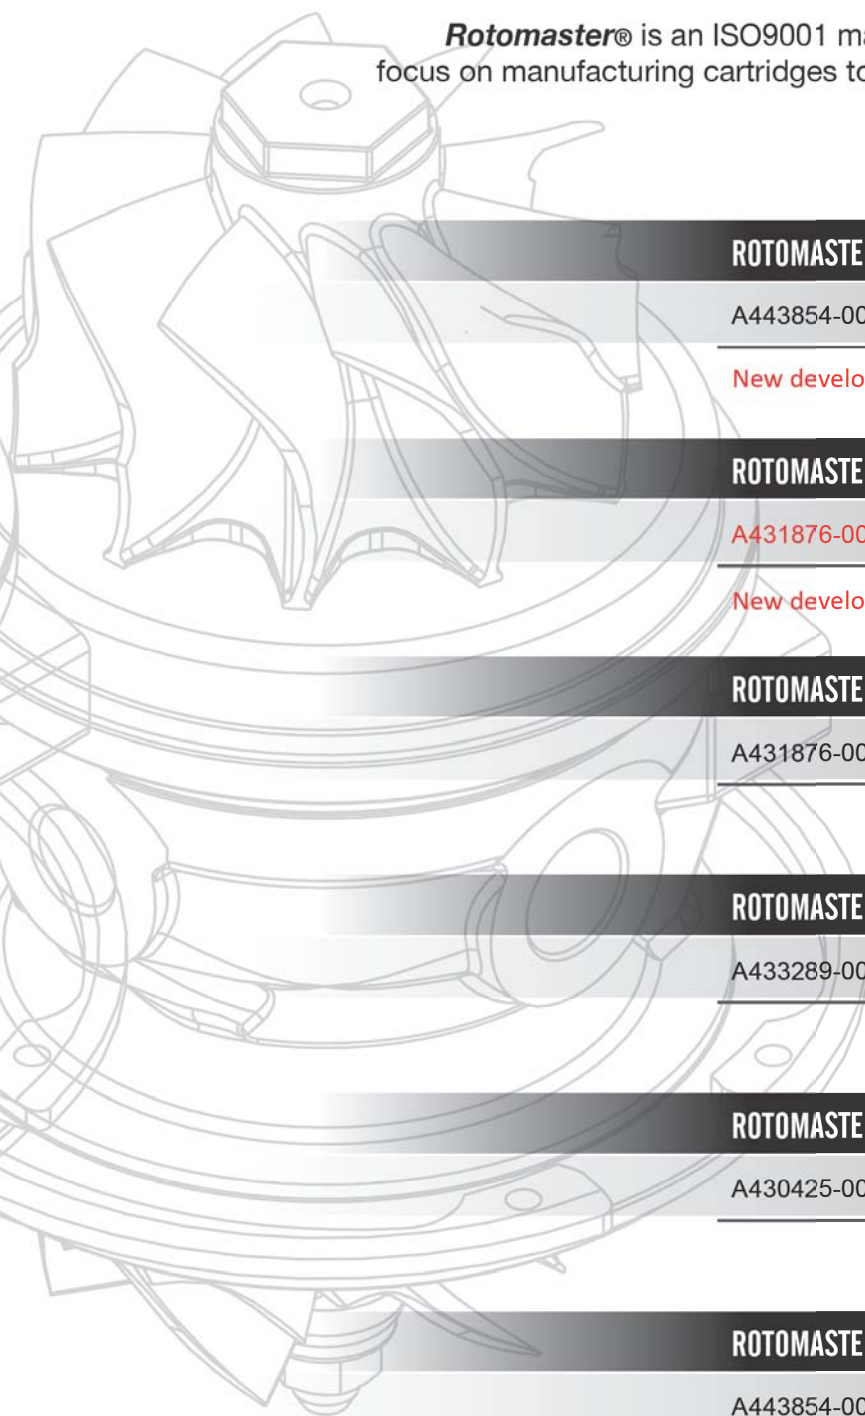 Rotomaster® is an ISO9001 ma
focus on manufacturing cartridges to
ROTOMASTE
A443854-00
New develo
ROTOMASTE
A431876-00
New develo
ROTOMASTE
A431876-00
ROTOMASTE
A433289-00
ROTOMASTE
A430425-00
ROTOMASTE
A443854-00